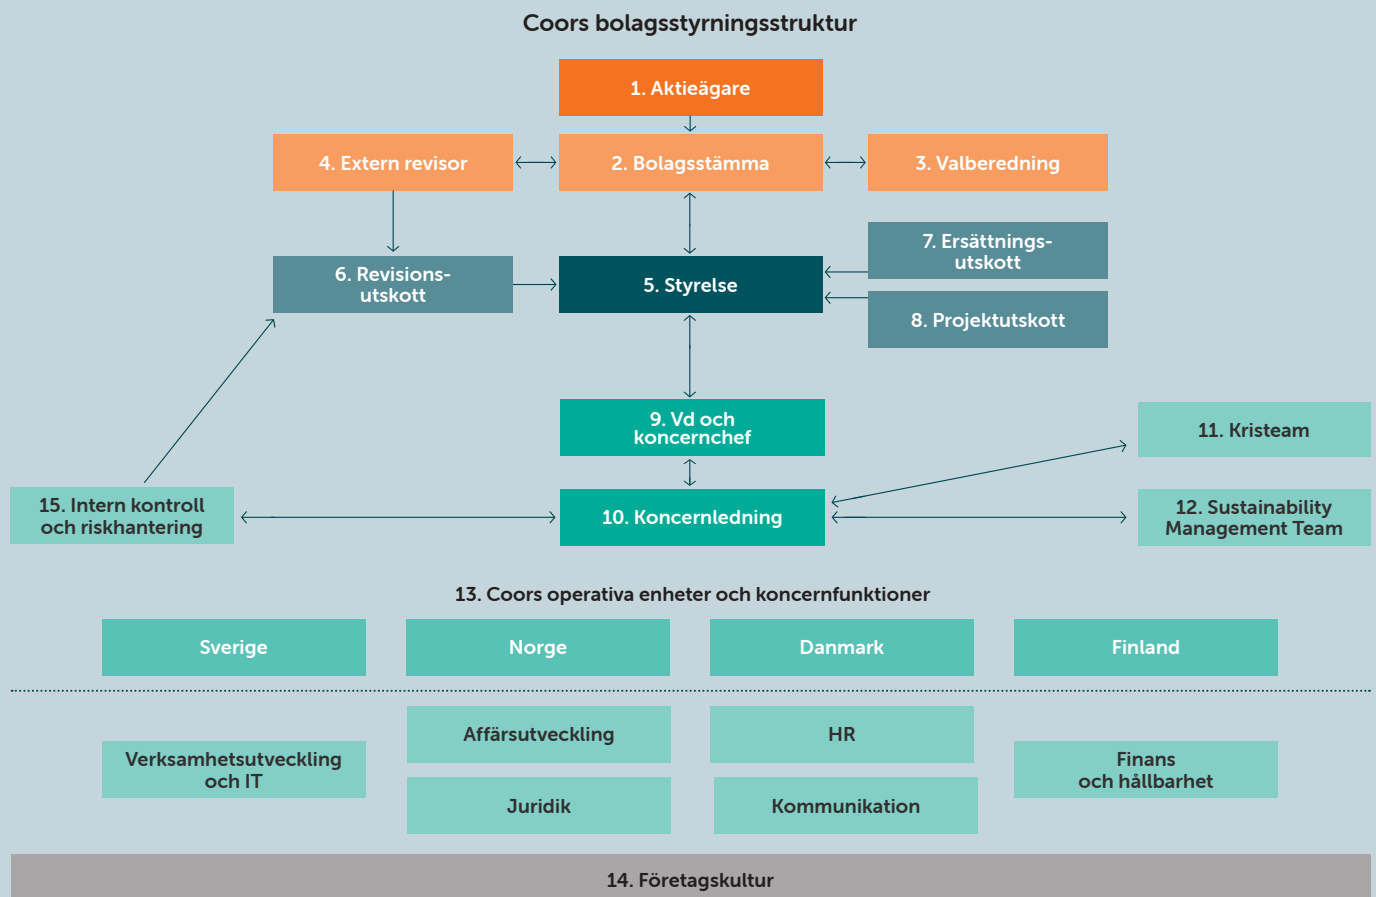 Coors bolagsstyrningsstruktur
1. Aktieägare
4. Extern revisor
2. Bolagsstämma
3. Valberedning
7. Ersättnings-
utskott
6. Revisions-
utskott
5. Styrelse
8. Projektutskott
9. Vd och
koncernchef
11. Kristeam
15. Intern kontroll
och riskhantering
10. Koncernledning
12. Sustainability
Management Team
13. Coors operativa enheter och koncernfunktioner
Sverige
Norge
Danmark
Finland
Affärsutveckling
HR
Verksamhetsutveckling
och IT
Finans
och hållbarhet
Juridik
Kommunikation
14. Företagskultur